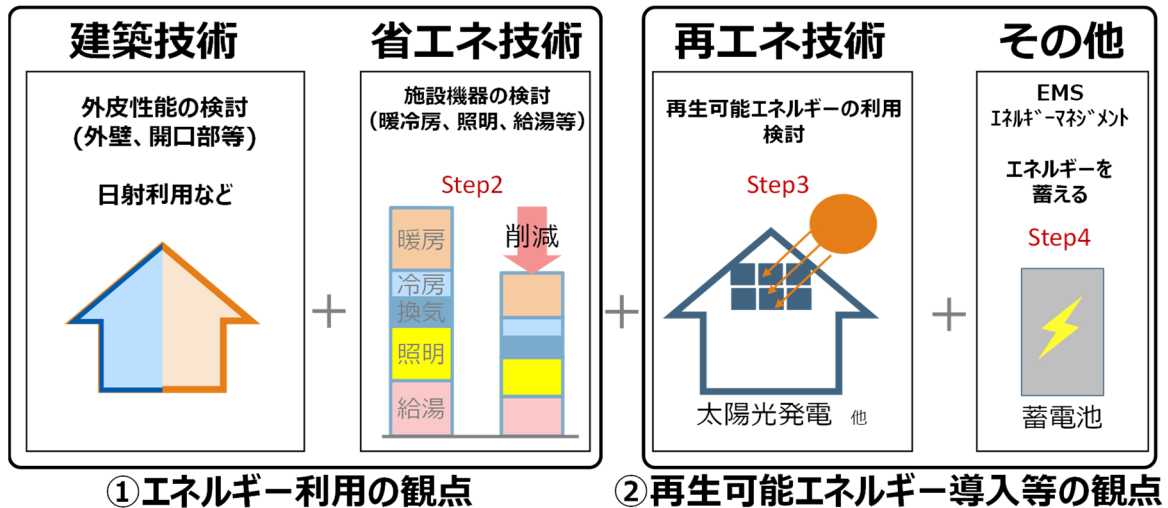 建築技術
外皮性能の検討
(外壁、開口部等)
日射利用など
省エネ技術
施設機器の検討
(暖冷房、照明、給湯等)
Step2
暖房
冷房
換気
照明
給湯
削減
①エネルギー利用の観点
再エネ技術
再生可能エネルギーの利用
検討
Step3
太陽光発電 他
その他
EMS
ｴﾈﾙｷﾞｰﾏﾈｼﾞﾒﾝﾄ
エネルギーを
蓄える
Step4
蓄電池
②再生可能エネルギー導入等の観点